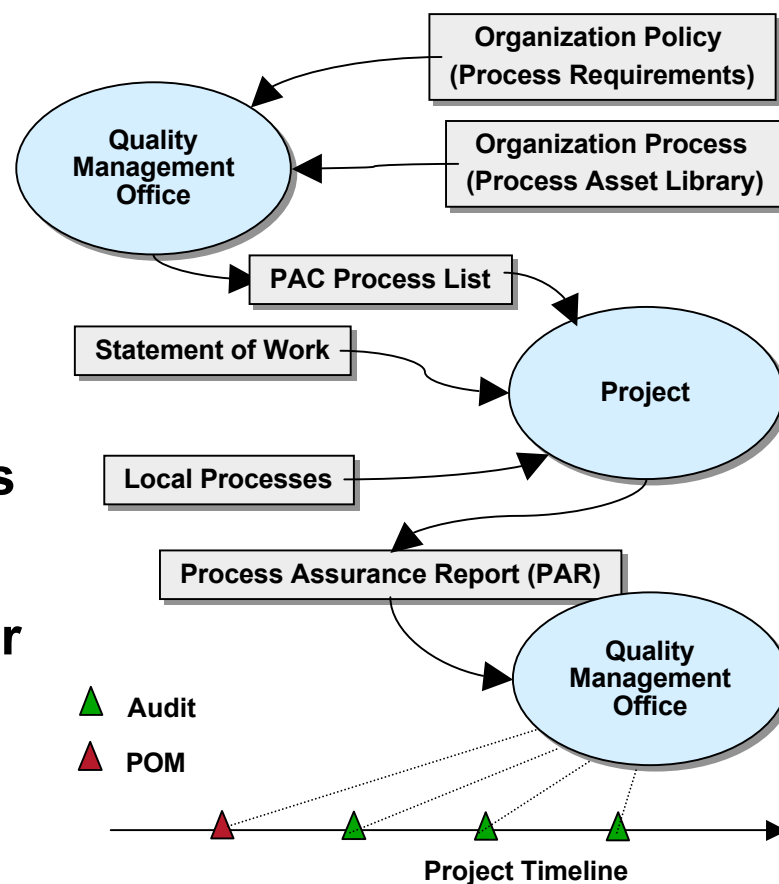 Organization Policy
(Process Requirements)
Quality
Management
Office
Organization Process
(Process Asset Library)
PAC Process List
Statement of Work
Project
s
Local Processes
Process Assurance Report (PAR)
r
Quality
Management
Office
Audit
POM
Project Timeline